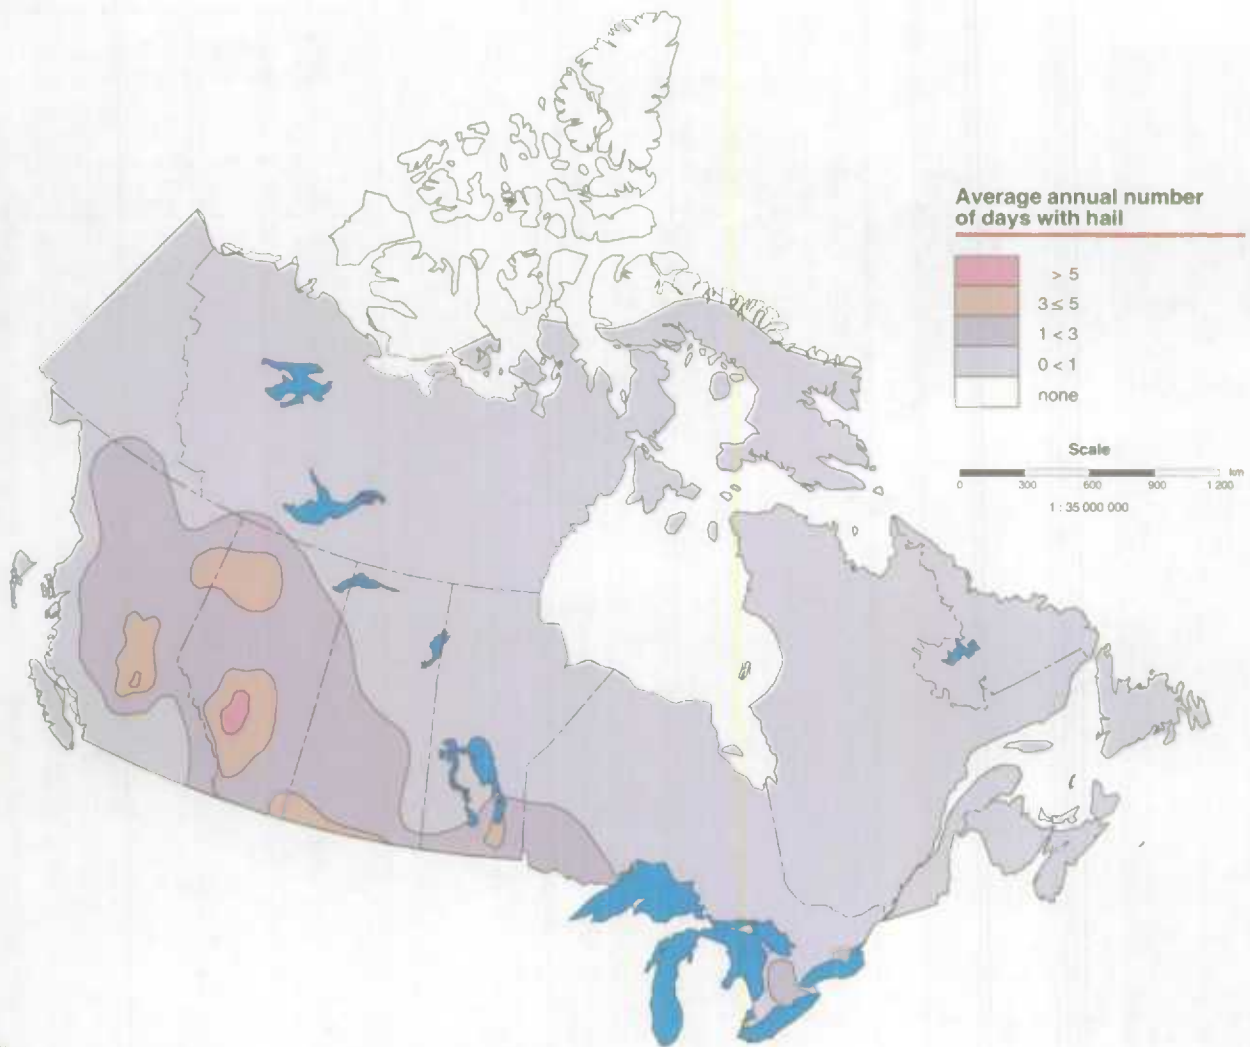 Average annual number
of days with hail
> 5
3 ≤ 5
1 < 3
0 < 1
none
Scale
km
0 300 600 900 1 200
1 : 35 000 000